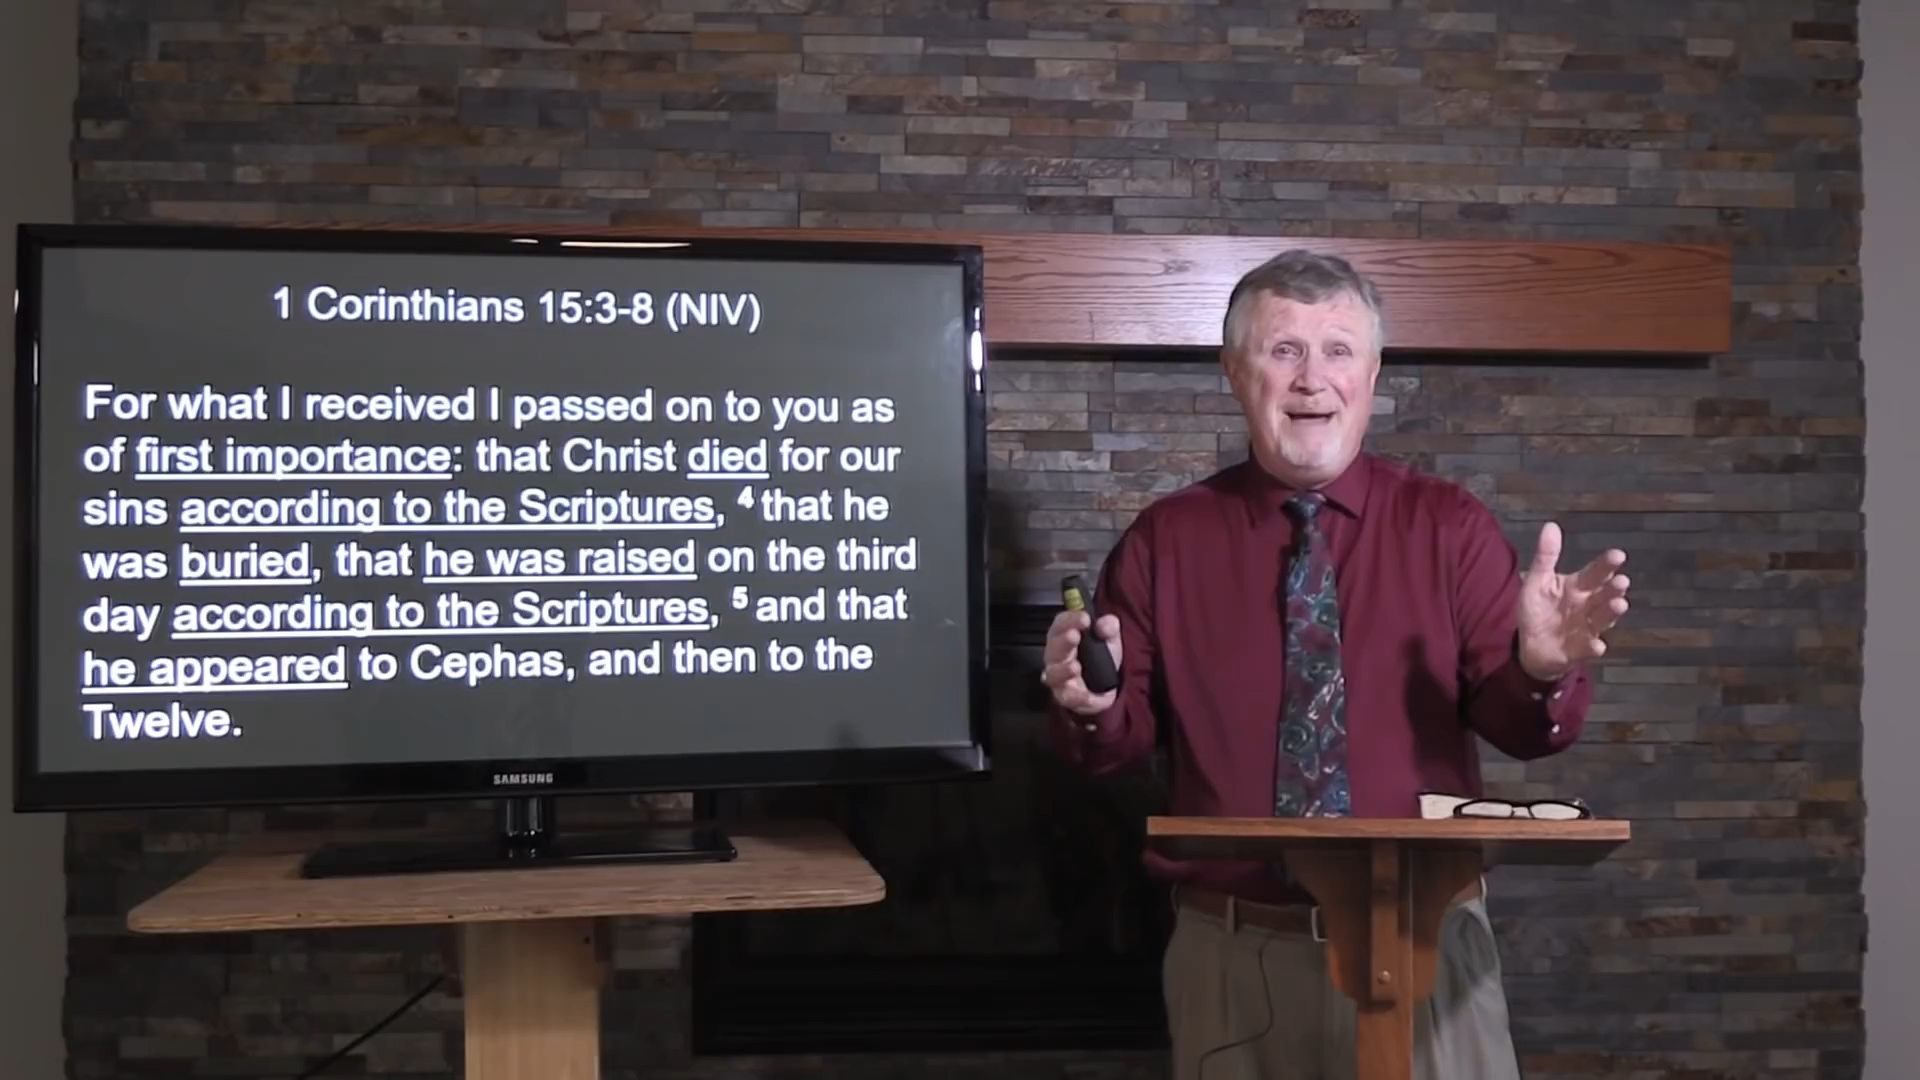 1 Corinthians 15:3-8 (NIV)
For what I received I passed on to you as
of first importance: that Christ died for our
sins according to the Scriptures, ⁴ that he
was buried, that he was raised on the third
day according to the Scriptures, ⁵ and that
he appeared to Cephas, and then to the
Twelve.
SAMSUNG